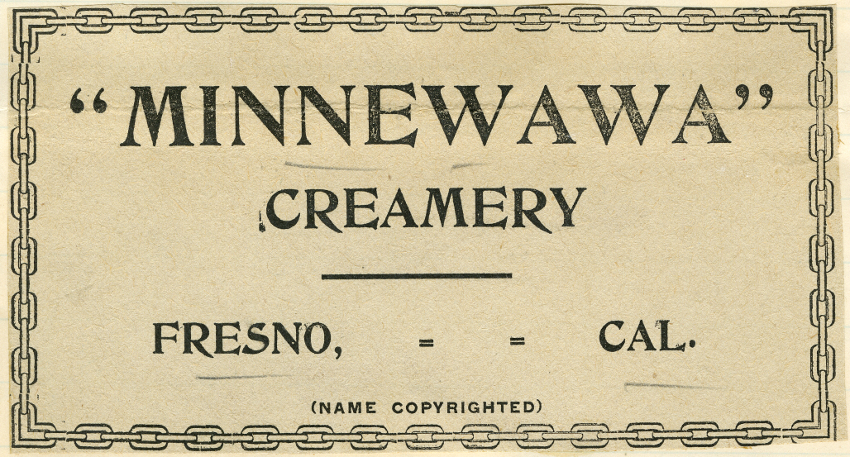 "MINNEWAWA"
CREAMERY
FRESNO, = = CAL.
(NAME COPYRIGHTED)